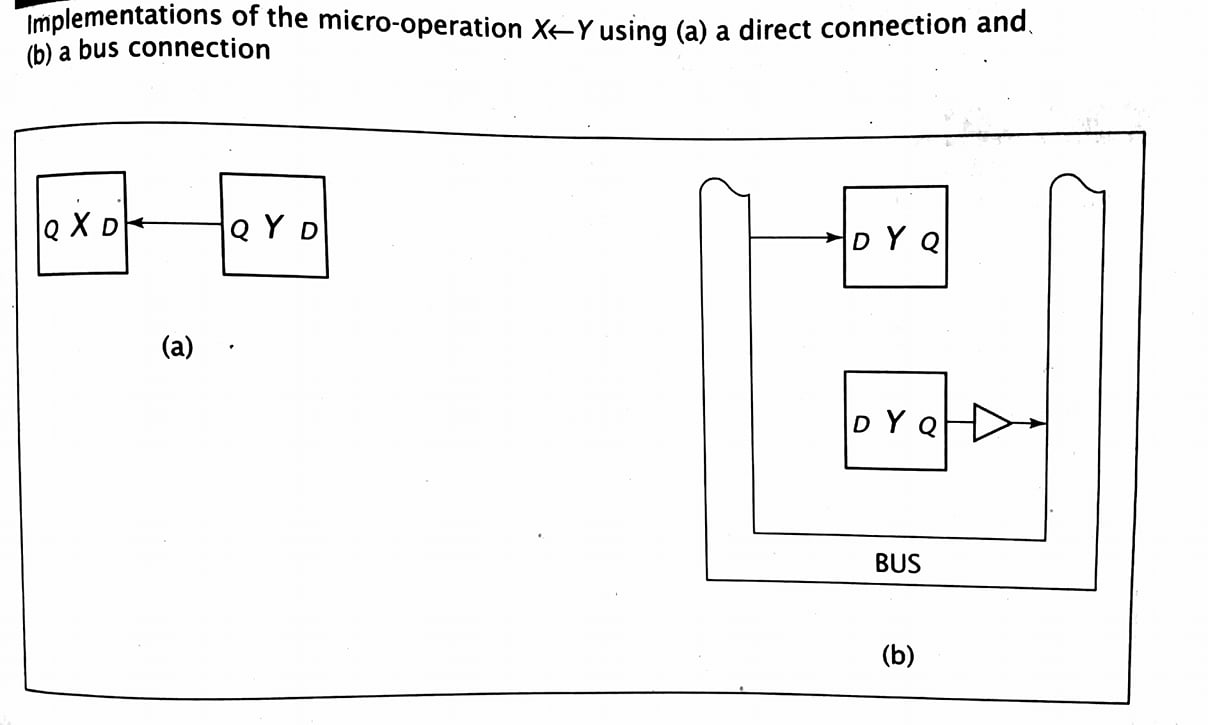 Implementations of the micro-operation X←Y using (a) a direct connection and
(b) a bus connection
Q X D
Q Y D
D Y Q
(a)
D Y Q
BUS
(b)